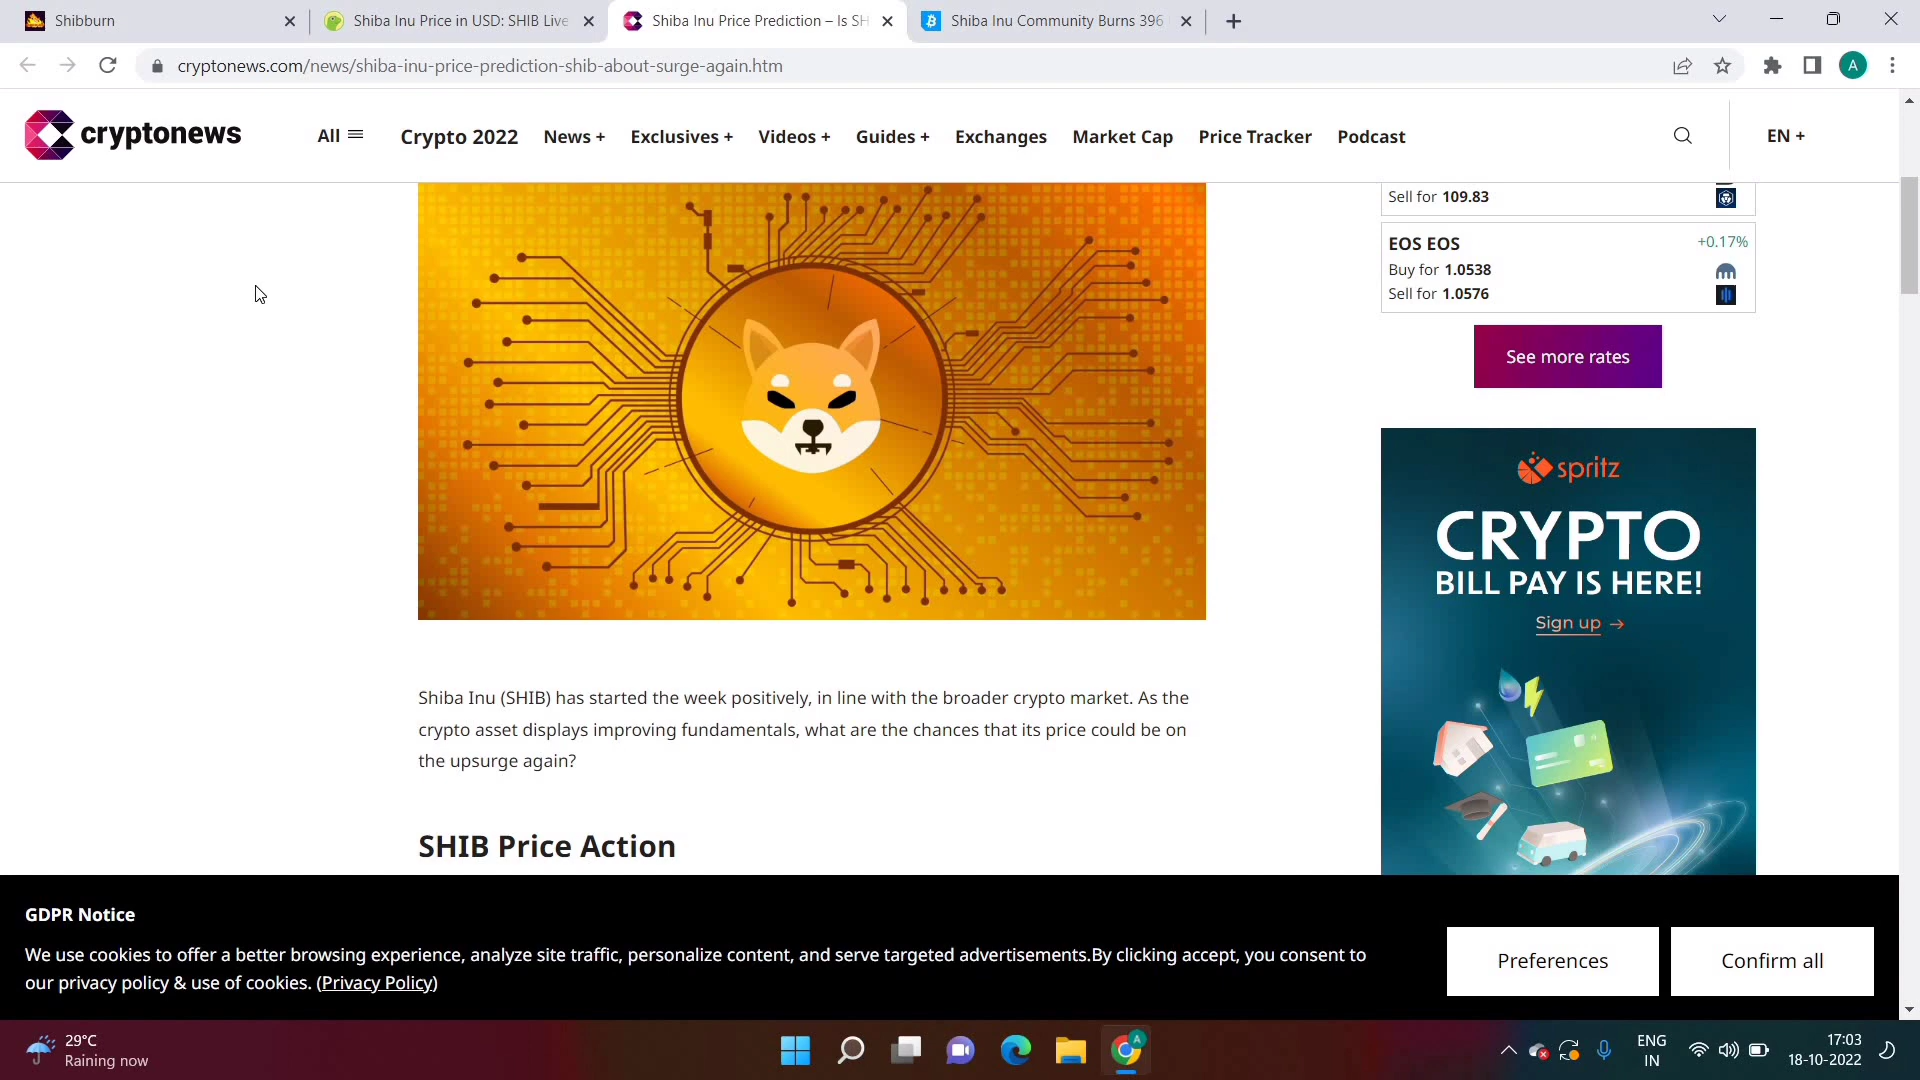 Shibburn
Shiba Inu Price in USD: SHIB Live
Shiba Inu Price Prediction – Is SH
Shiba Inu Community Burns 396
cryptonews.com/news/shiba-inu-price-prediction-shib-about-surge-again.htm
A
cryptonews
All
Crypto 2022
News +
Exclusives +
Videos +
Guides +
Exchanges
Market Cap
Price Tracker
Podcast
EN +
Sell for 109.83
EOS EOS
+0.17%
Buy for 1.0538
Sell for 1.0576
See more rates
spritz
CRYPTO
BILL PAY IS HERE!
Sign up →
Shiba Inu (SHIB) has started the week positively, in line with the broader crypto market. As the
crypto asset displays improving fundamentals, what are the chances that its price could be on
the upsurge again?
SHIB Price Action
GDPR Notice
We use cookies to offer a better browsing experience, analyze site traffic, personalize content, and serve targeted advertisements.By clicking accept, you consent to
our privacy policy & use of cookies. (Privacy Policy)
Preferences
Confirm all
29°C
Raining now
A
ENG
IN
17:03
18-10-2022